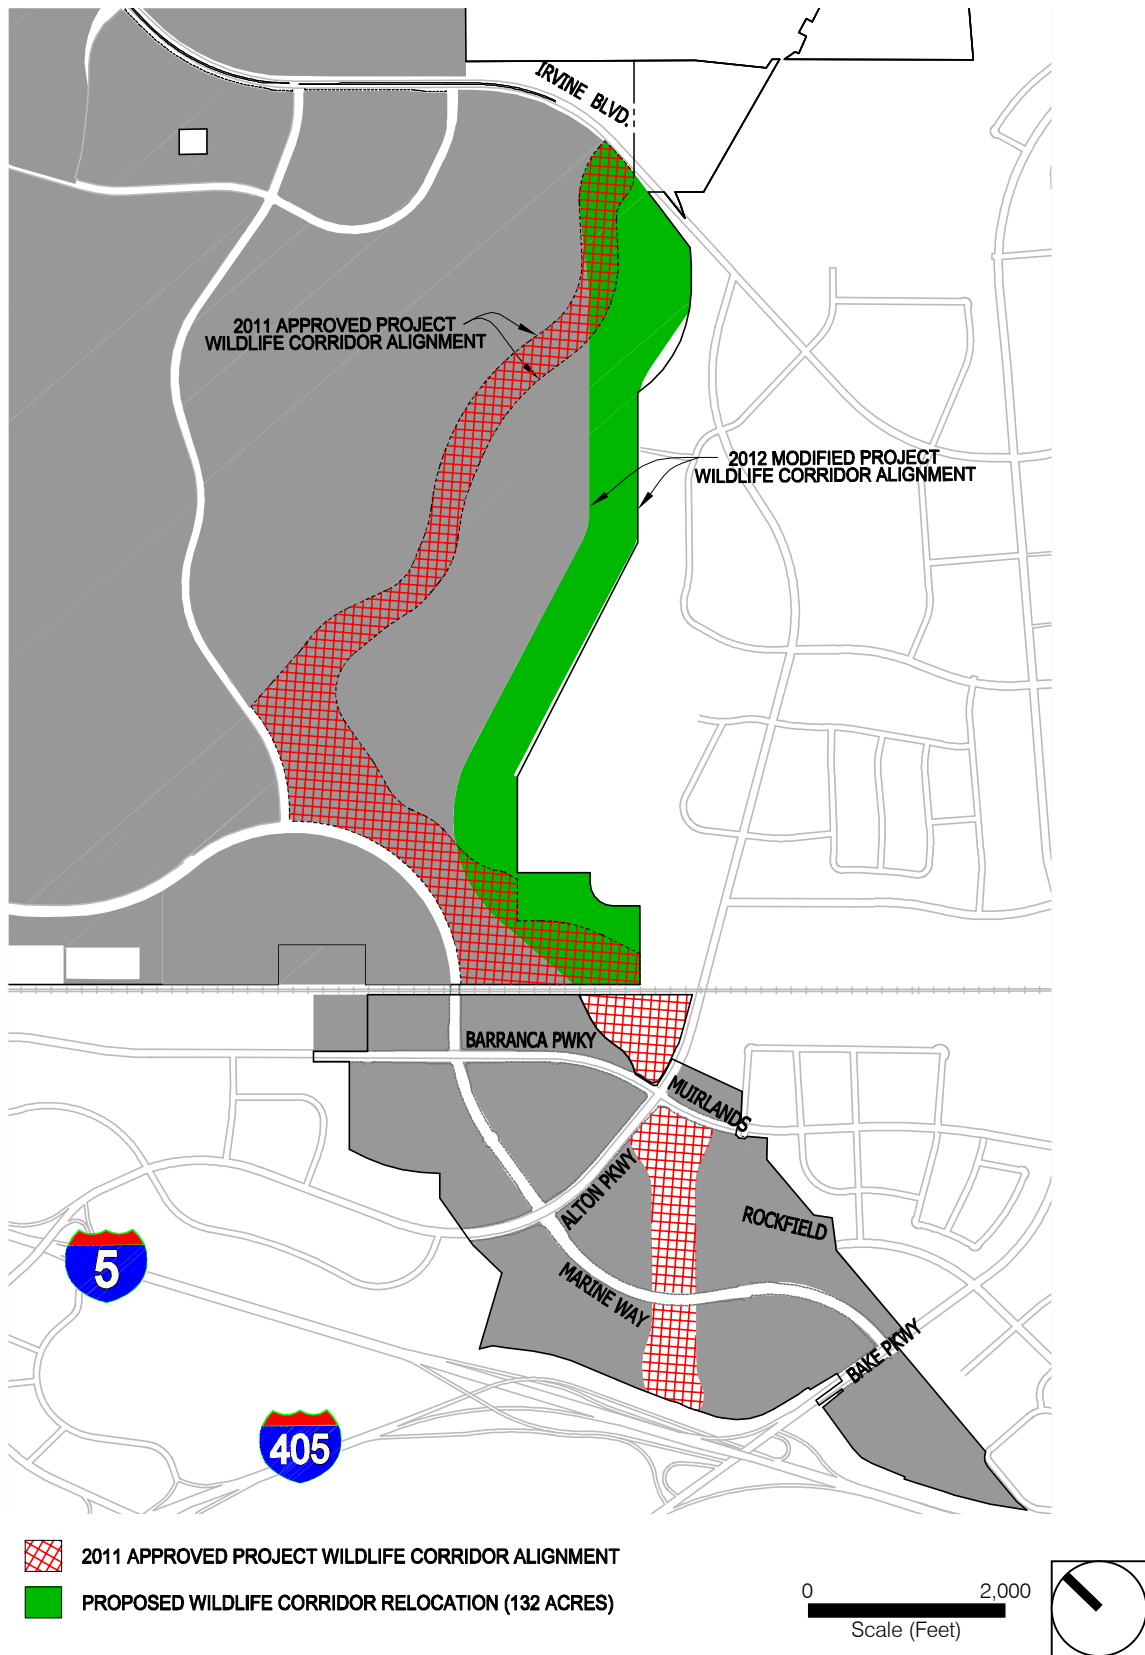 IRVINE BLVD.
2011 APPROVED PROJECT
WILDLIFE CORRIDOR ALIGNMENT
2012 MODIFIED PROJECT
WILDLIFE CORRIDOR ALIGNMENT
BARRANCA PWKY
MUIRLANDS
ALTON PKWY
ROCKFIELD
MARINE WAY
BAKE PKWY
5
405
2011 APPROVED PROJECT WILDLIFE CORRIDOR ALIGNMENT
PROPOSED WILDLIFE CORRIDOR RELOCATION (132 ACRES)
0 2,000
Scale (Feet)